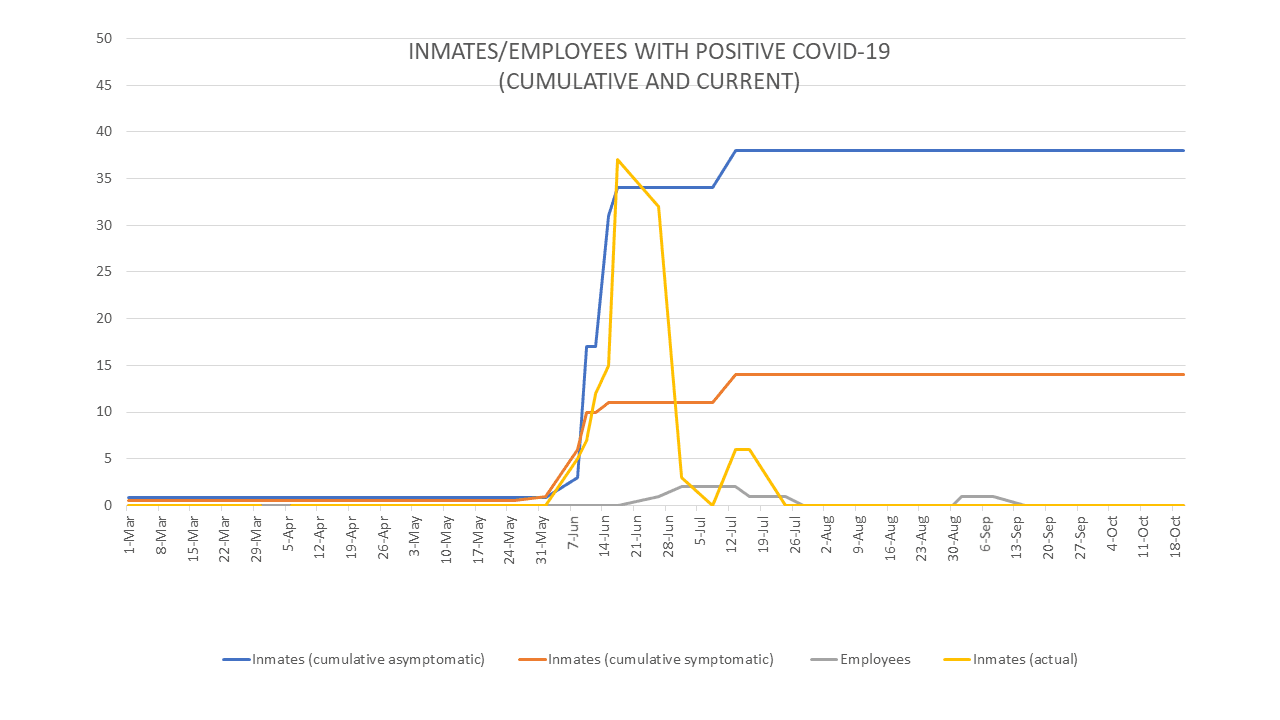 INMATES/EMPLOYEES WITH POSITIVE COVID-19
(CUMULATIVE AND CURRENT)
50
45
40
35
30
25
20
15
10
5
0
1-Mar
8-Mar
15-Mar
22-Mar
29-Mar
5-Apr
12-Apr
19-Apr
26-Apr
3-May
10-May
17-May
24-May
31-May
7-Jun
14-Jun
21-Jun
28-Jun
5-Jul
12-Jul
19-Jul
26-Jul
2-Aug
9-Aug
16-Aug
23-Aug
30-Aug
6-Sep
13-Sep
20-Sep
27-Sep
4-Oct
11-Oct
18-Oct
Inmates (cumulative asymptomatic)
Inmates (cumulative symptomatic)
Employees
Inmates (actual)